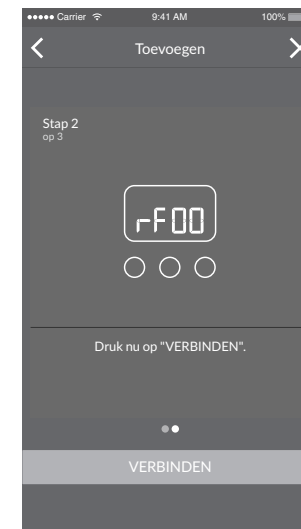 Carrier 9:41 AM 100%
Toevoegen
Stap 2
op 3
rF00
Druk nu op "VERBINDEN".
VERBINDEN